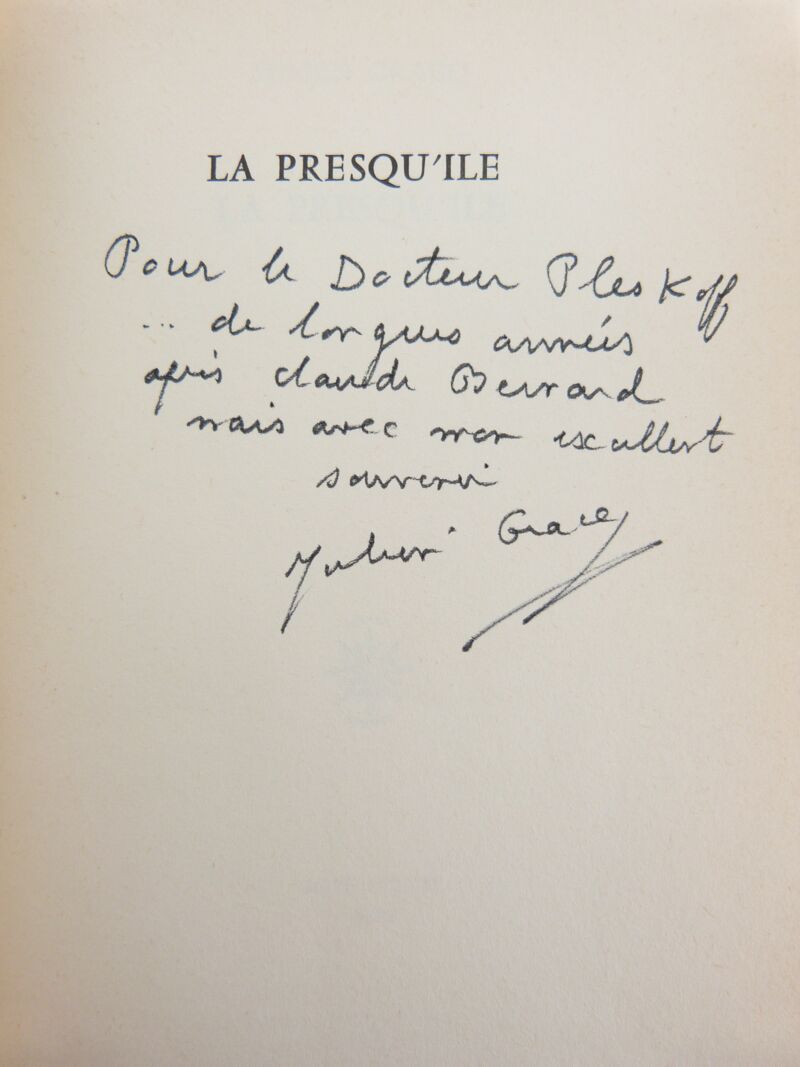 LA PRESQU'ILE
Pour le Docteur Pleskoff
... de longues années
après Claude Bernard
mais avec mon excellent
souvenir
Julien Gracq